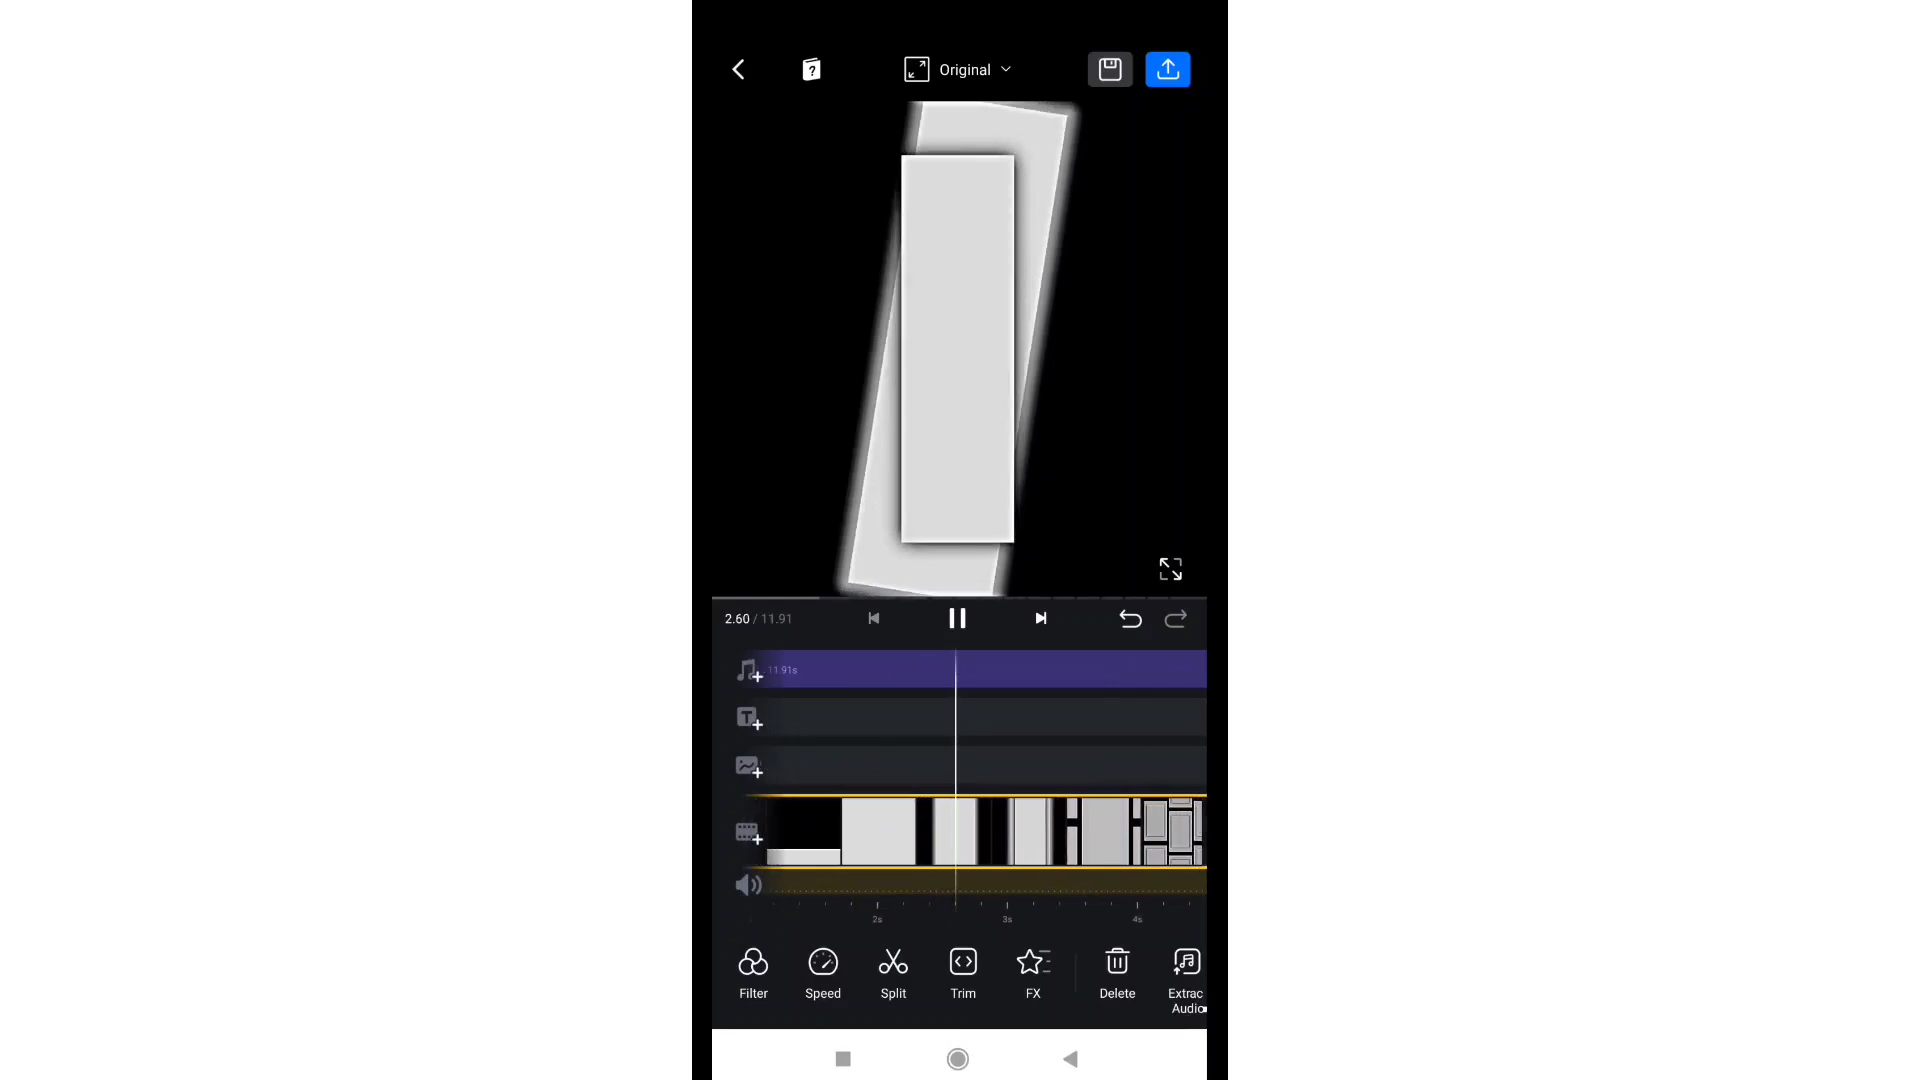 Original
2.60 / 11.91
11.91s
2s 3s 4s
Filter Speed Split Trim FX Delete Extrac
Audio